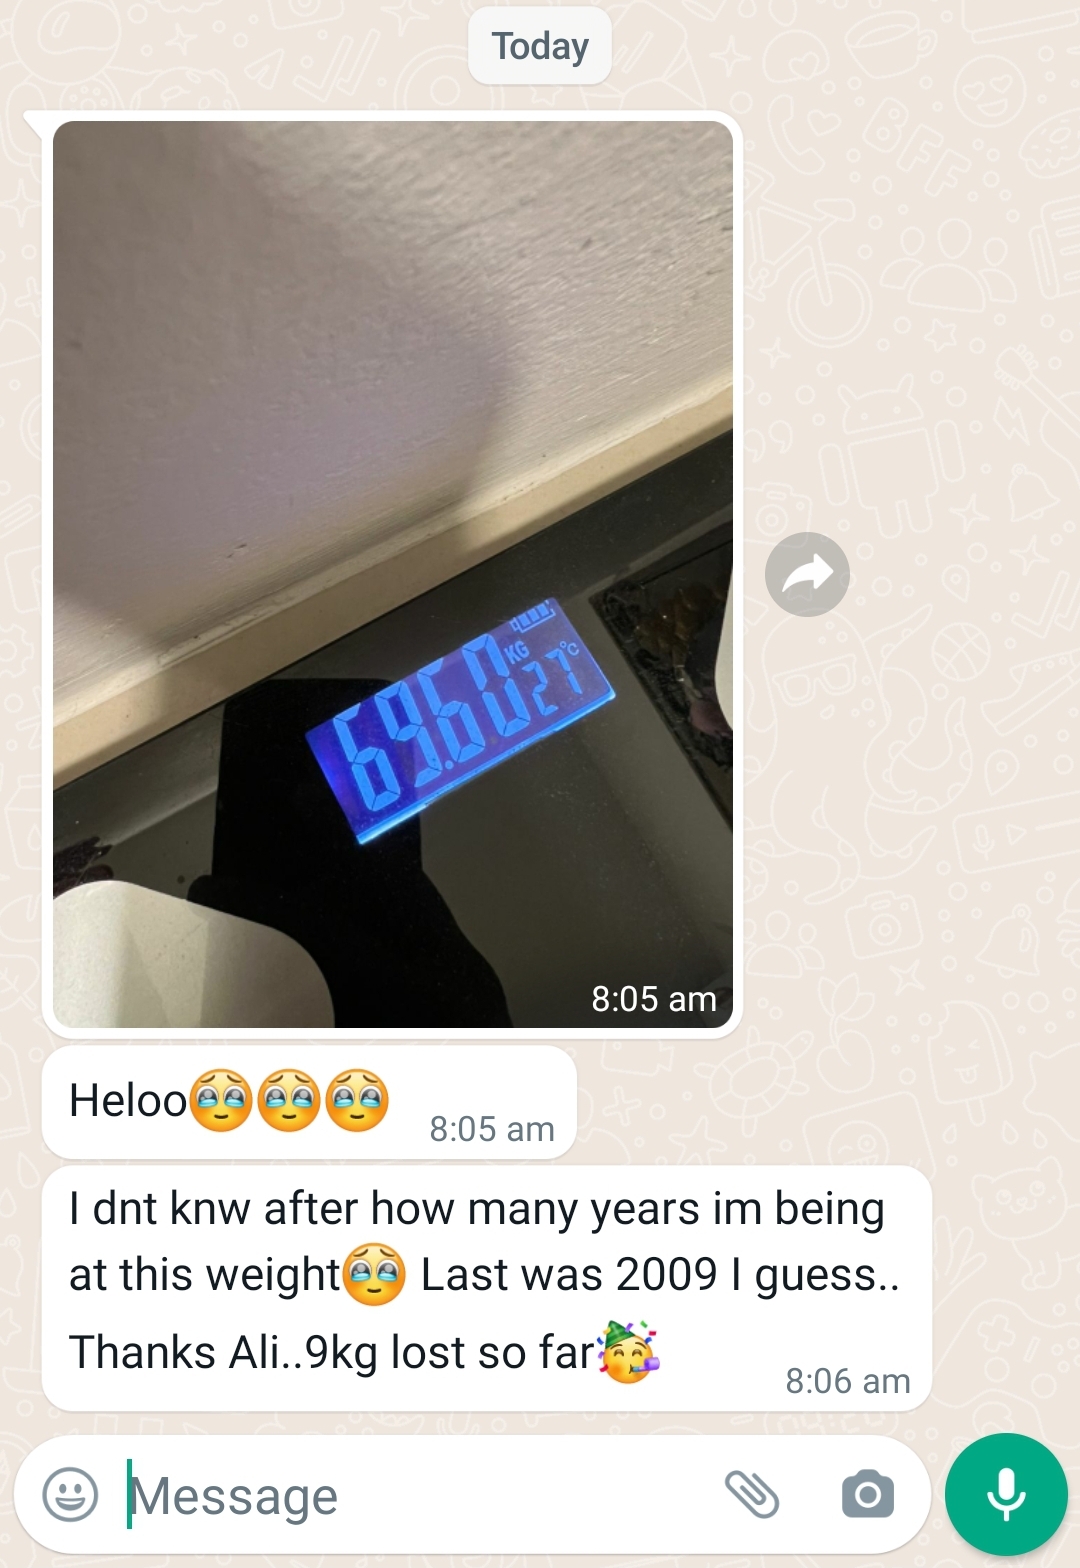 Today
69.60 KG 27°C
8:05 am
Heloo🥹🥹🥹 8:05 am
I dnt knw after how many years im being
at this weight🥹 Last was 2009 I guess..
Thanks Ali..9kg lost so far🥳
8:06 am
Message